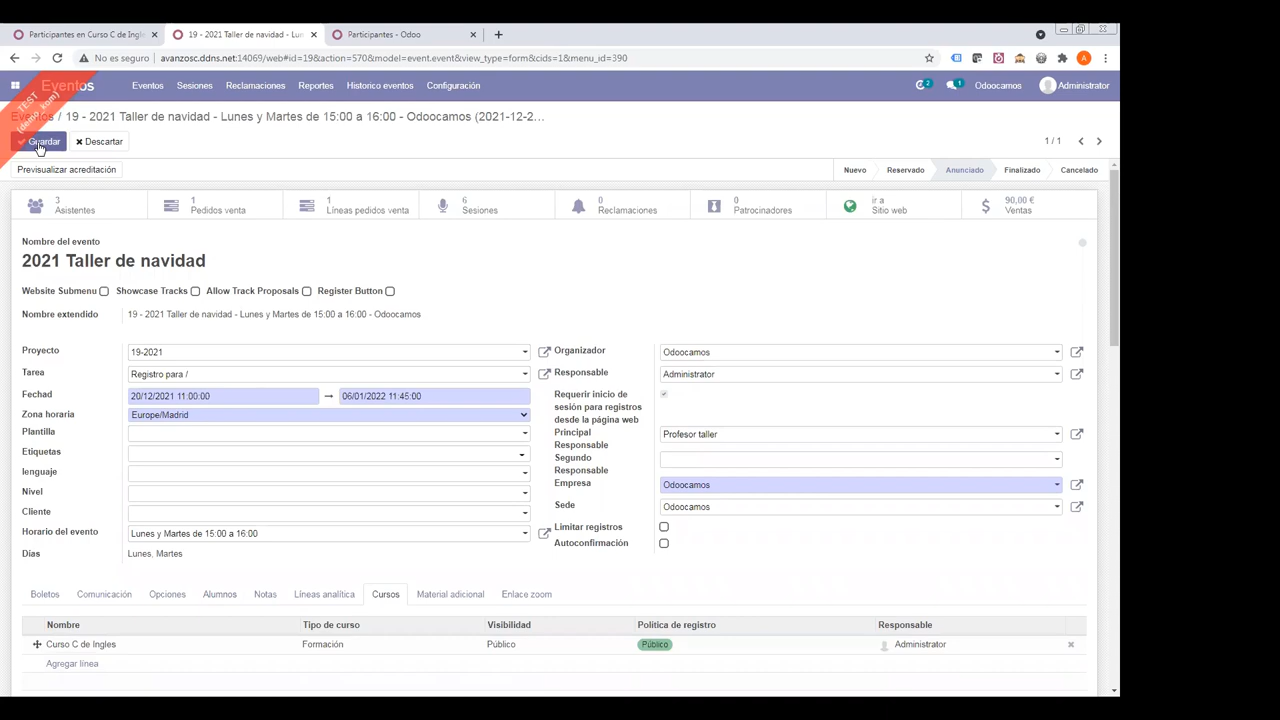 Participantes en Curso C de Ingl
19 - 2021 Taller de navidad - Lun
Participantes - Odoo
No es seguro
avanzosc.ddns.net:14069/web#id=19&action=570&model=event.event&view_type=form&cids=1&menu_id=390
Eventos
Eventos
Sesiones
Reclamaciones
Reportes
Historico eventos
Configuración
2
1
Odoocamos
Administrator
TEST
Eventos / 19 - 2021 Taller de navidad - Lunes y Martes de 15:00 a 16:00 - Odoocamos (2021-12-2...
Guardar
Descartar
1 / 1
Previsualizar acreditación
Nuevo
Reservado
Anunciado
Finalizado
Cancelado
3
Asistentes
1
Pedidos venta
1
Líneas pedidos venta
6
Sesiones
0
Reclamaciones
0
Patrocinadores
ir a
Sitio web
90,00 €
Ventas
Nombre del evento
2021 Taller de navidad
Website Submenu
Showcase Tracks
Allow Track Proposals
Register Button
Nombre extendido
19 - 2021 Taller de navidad - Lunes y Martes de 15:00 a 16:00 - Odoocamos
Proyecto
19-2021
Organizador
Odoocamos
Tarea
Registro para /
Responsable
Administrator
Fechad
20/12/2021 11:00:00
06/01/2022 11:45:00
Requerir inicio de
sesión para registros
desde la página web
Zona horaria
Europe/Madrid
Plantilla
Principal
Responsable
Profesor taller
Etiquetas
Segundo
Responsable
lenguaje
Nivel
Empresa
Odoocamos
Cliente
Sede
Odoocamos
Horario del evento
Lunes y Martes de 15:00 a 16:00
Limitar registros
Días
Lunes, Martes
Autoconfirmación
Boletos
Comunicación
Opciones
Alumnos
Notas
Líneas analítica
Cursos
Material adicional
Enlace zoom
Nombre
Tipo de curso
Visibilidad
Política de registro
Responsable
Curso C de Ingles
Formación
Público
Público
Administrator
Agregar línea